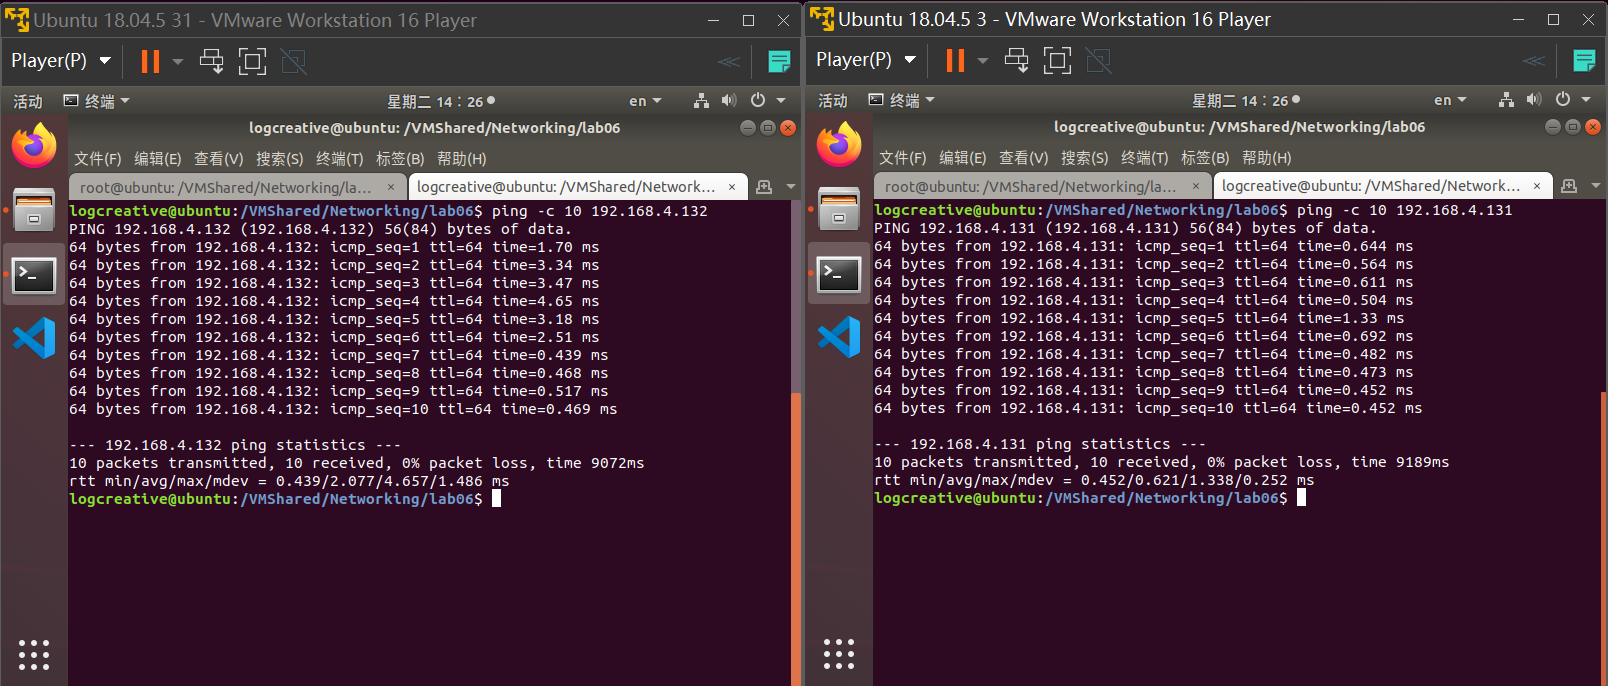 Ubuntu 18.04.5 31 - VMware Workstation 16 Player
Player(P)
活动 终端 星期二 14：26 en
logcreative@ubuntu: /VMShared/Networking/lab06
文件(F) 编辑(E) 查看(V) 搜索(S) 终端(T) 标签(B) 帮助(H)
root@ubuntu: /VMShared/Networking/la... × logcreative@ubuntu: /VMShared/Network... ×
logcreative@ubuntu:/VMShared/Networking/lab06$ ping -c 10 192.168.4.132
PING 192.168.4.132 (192.168.4.132) 56(84) bytes of data.
64 bytes from 192.168.4.132: icmp_seq=1 ttl=64 time=1.70 ms
64 bytes from 192.168.4.132: icmp_seq=2 ttl=64 time=3.34 ms
64 bytes from 192.168.4.132: icmp_seq=3 ttl=64 time=3.47 ms
64 bytes from 192.168.4.132: icmp_seq=4 ttl=64 time=4.65 ms
64 bytes from 192.168.4.132: icmp_seq=5 ttl=64 time=3.18 ms
64 bytes from 192.168.4.132: icmp_seq=6 ttl=64 time=2.51 ms
64 bytes from 192.168.4.132: icmp_seq=7 ttl=64 time=0.439 ms
64 bytes from 192.168.4.132: icmp_seq=8 ttl=64 time=0.468 ms
64 bytes from 192.168.4.132: icmp_seq=9 ttl=64 time=0.517 ms
64 bytes from 192.168.4.132: icmp_seq=10 ttl=64 time=0.469 ms
--- 192.168.4.132 ping statistics ---
10 packets transmitted, 10 received, 0% packet loss, time 9072ms
rtt min/avg/max/mdev = 0.439/2.077/4.657/1.486 ms
logcreative@ubuntu:/VMShared/Networking/lab06$
Ubuntu 18.04.5 3 - VMware Workstation 16 Player
Player(P)
活动 终端 星期二 14：26 en
logcreative@ubuntu: /VMShared/Networking/lab06
文件(F) 编辑(E) 查看(V) 搜索(S) 终端(T) 标签(B) 帮助(H)
root@ubuntu: /VMShared/Networking/la... × logcreative@ubuntu: /VMShared/Network... ×
logcreative@ubuntu:/VMShared/Networking/lab06$ ping -c 10 192.168.4.131
PING 192.168.4.131 (192.168.4.131) 56(84) bytes of data.
64 bytes from 192.168.4.131: icmp_seq=1 ttl=64 time=0.644 ms
64 bytes from 192.168.4.131: icmp_seq=2 ttl=64 time=0.564 ms
64 bytes from 192.168.4.131: icmp_seq=3 ttl=64 time=0.611 ms
64 bytes from 192.168.4.131: icmp_seq=4 ttl=64 time=0.504 ms
64 bytes from 192.168.4.131: icmp_seq=5 ttl=64 time=1.33 ms
64 bytes from 192.168.4.131: icmp_seq=6 ttl=64 time=0.692 ms
64 bytes from 192.168.4.131: icmp_seq=7 ttl=64 time=0.482 ms
64 bytes from 192.168.4.131: icmp_seq=8 ttl=64 time=0.473 ms
64 bytes from 192.168.4.131: icmp_seq=9 ttl=64 time=0.452 ms
64 bytes from 192.168.4.131: icmp_seq=10 ttl=64 time=0.452 ms
--- 192.168.4.131 ping statistics ---
10 packets transmitted, 10 received, 0% packet loss, time 9189ms
rtt min/avg/max/mdev = 0.452/0.621/1.338/0.252 ms
logcreative@ubuntu:/VMShared/Networking/lab06$